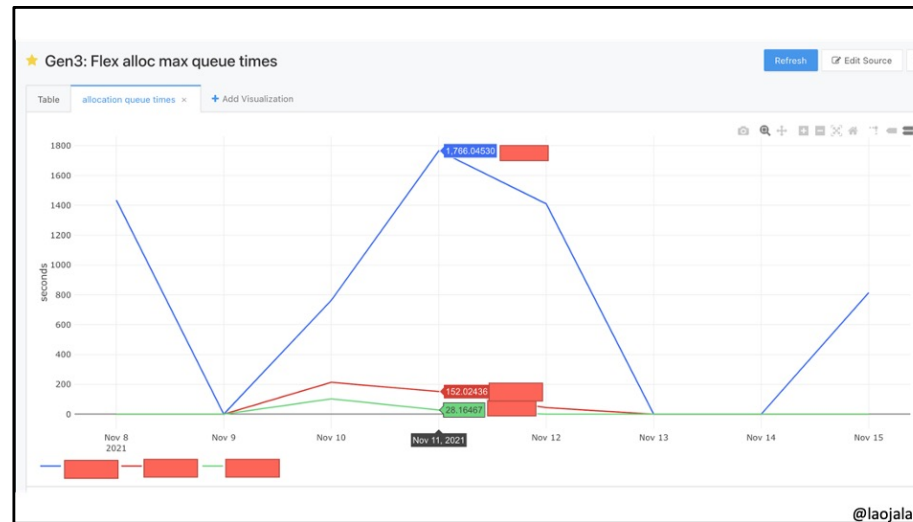 Gen3: Flex alloc max queue times
Refresh
Edit Source
Table
allocation queue times ×
+ Add Visualization
1800
1600
1400
1200
1000
800
600
400
200
0
seconds
1,766.04530
152.02436
28.16467
Nov 8
2021
Nov 9
Nov 10
Nov 11, 2021
Nov 12
Nov 13
Nov 14
Nov 15
@laojala